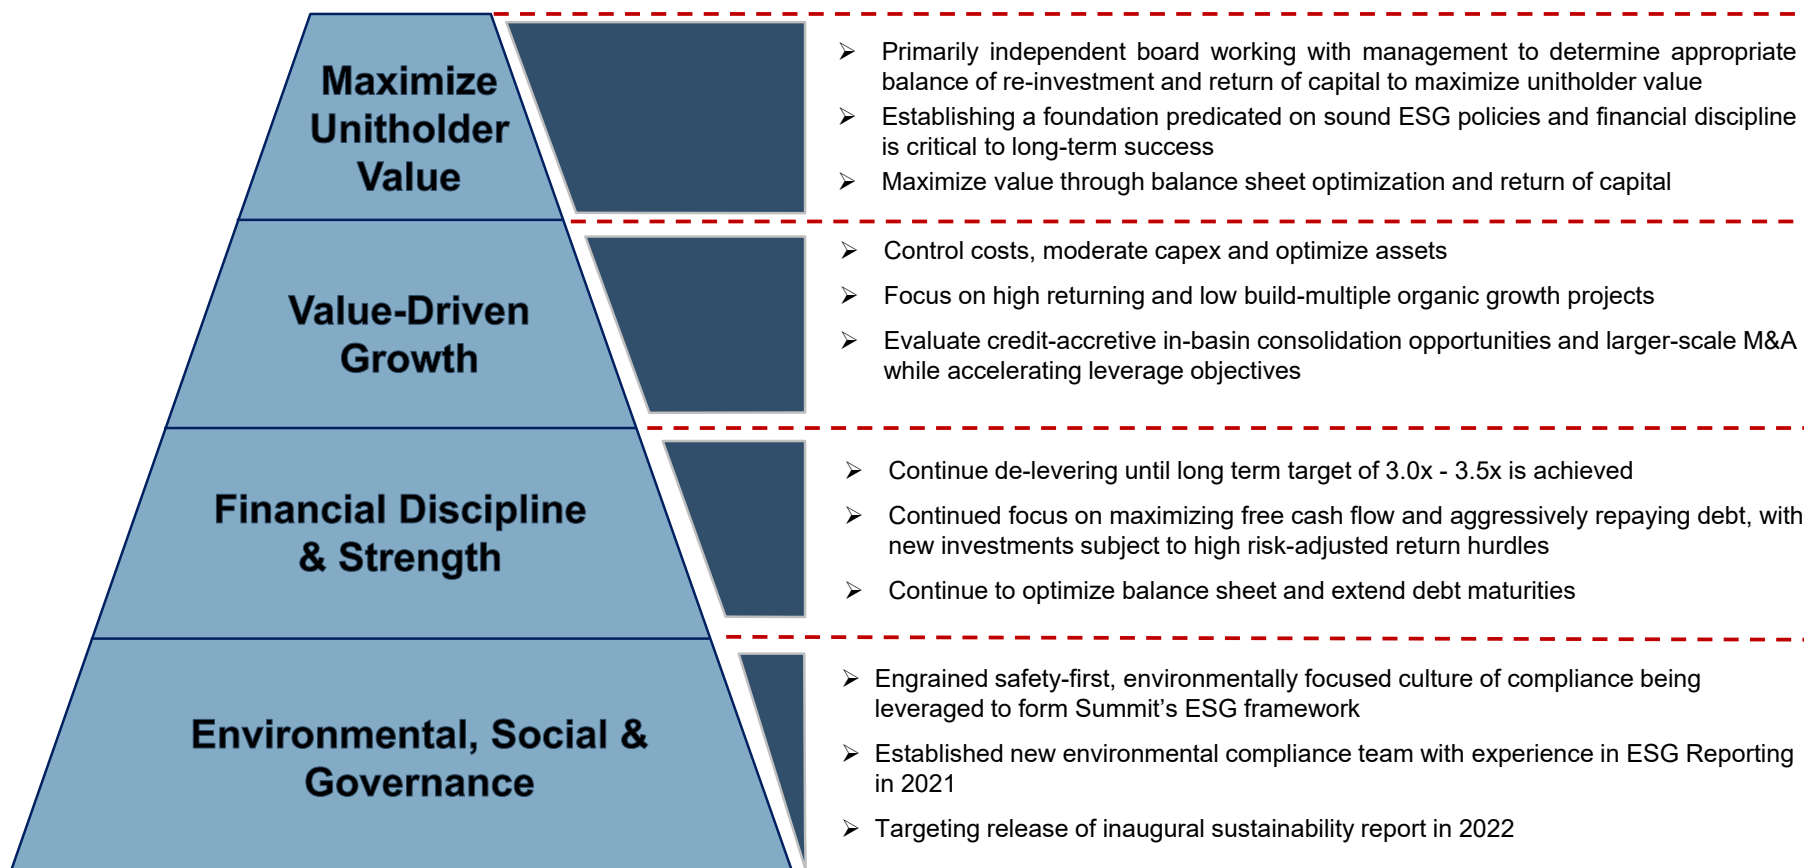 Maximize
Unitholder
Value
➢ Primarily independent board working with management to determine appropriate
balance of re-investment and return of capital to maximize unitholder value
➢ Establishing a foundation predicated on sound ESG policies and financial discipline
is critical to long-term success
➢ Maximize value through balance sheet optimization and return of capital
Value-Driven
Growth
➢ Control costs, moderate capex and optimize assets
➢ Focus on high returning and low build-multiple organic growth projects
➢ Evaluate credit-accretive in-basin consolidation opportunities and larger-scale M&A
while accelerating leverage objectives
Financial Discipline
& Strength
➢ Continue de-levering until long term target of 3.0x - 3.5x is achieved
➢ Continued focus on maximizing free cash flow and aggressively repaying debt, with
new investments subject to high risk-adjusted return hurdles
➢ Continue to optimize balance sheet and extend debt maturities
Environmental, Social &
Governance
➢ Engrained safety-first, environmentally focused culture of compliance being
leveraged to form Summit's ESG framework
➢ Established new environmental compliance team with experience in ESG Reporting
in 2021
➢ Targeting release of inaugural sustainability report in 2022